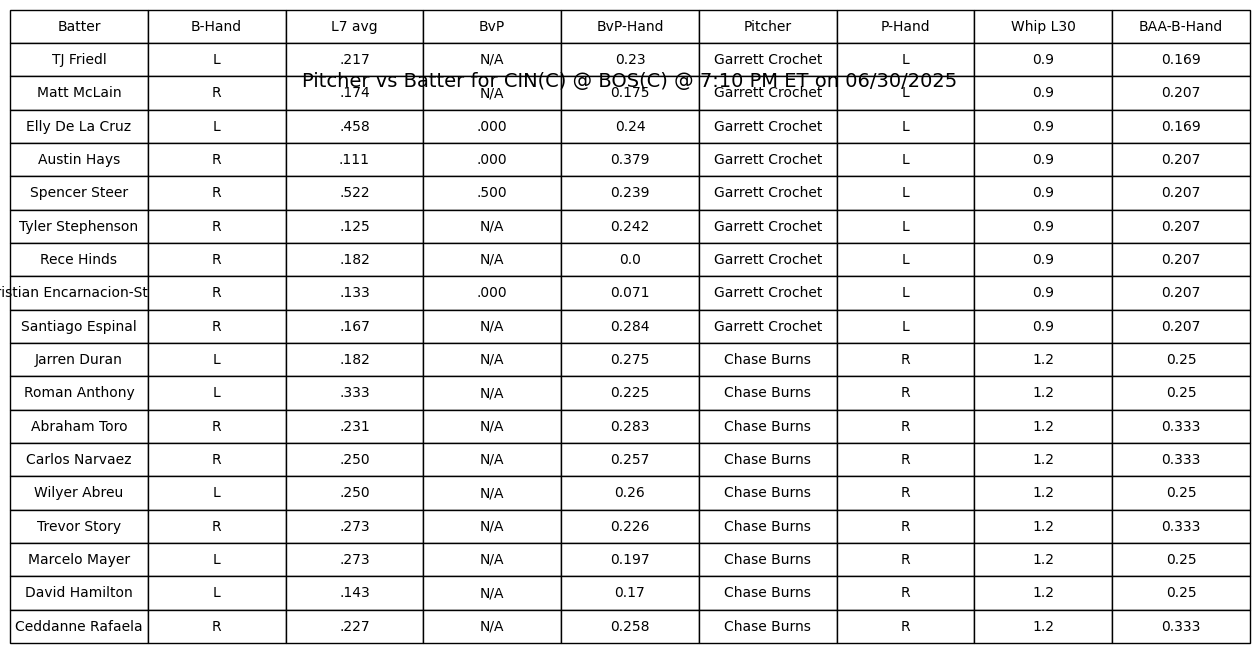 Batter B-Hand L7 avg BvP BvP-Hand Pitcher P-Hand Whip L30 BAA-B-Hand
TJ Friedl L .217 N/A 0.23 Garrett Crochet L 0.9 0.169
Pitcher vs Batter for CIN(C) @ BOS(C) @ 7:10 PM ET on 06/30/2025
Matt McLain R .174 N/A 0.175 Garrett Crochet L 0.9 0.207
Elly De La Cruz L .458 .000 0.24 Garrett Crochet L 0.9 0.169
Austin Hays R .111 .000 0.379 Garrett Crochet L 0.9 0.207
Spencer Steer R .522 .500 0.239 Garrett Crochet L 0.9 0.207
Tyler Stephenson R .125 N/A 0.242 Garrett Crochet L 0.9 0.207
Rece Hinds R .182 N/A 0.0 Garrett Crochet L 0.9 0.207
istian Encarnacion-St R .133 .000 0.071 Garrett Crochet L 0.9 0.207
Santiago Espinal R .167 N/A 0.284 Garrett Crochet L 0.9 0.207
Jarren Duran L .182 N/A 0.275 Chase Burns R 1.2 0.25
Roman Anthony L .333 N/A 0.225 Chase Burns R 1.2 0.25
Abraham Toro R .231 N/A 0.283 Chase Burns R 1.2 0.333
Carlos Narvaez R .250 N/A 0.257 Chase Burns R 1.2 0.333
Wilyer Abreu L .250 N/A 0.26 Chase Burns R 1.2 0.25
Trevor Story R .273 N/A 0.226 Chase Burns R 1.2 0.333
Marcelo Mayer L .273 N/A 0.197 Chase Burns R 1.2 0.25
David Hamilton L .143 N/A 0.17 Chase Burns R 1.2 0.25
Ceddanne Rafaela R .227 N/A 0.258 Chase Burns R 1.2 0.333